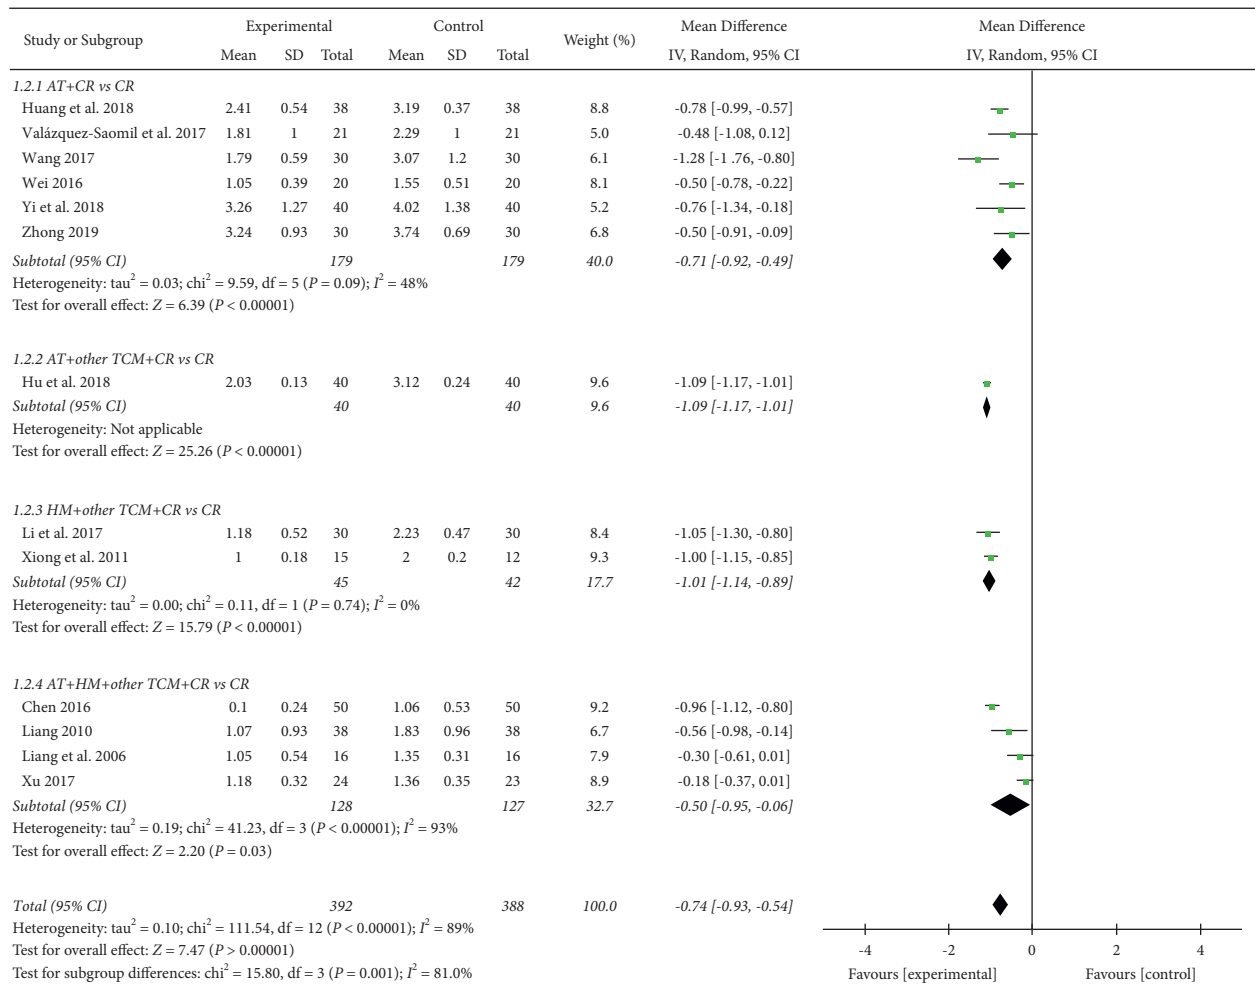 Study or Subgroup Experimental Control Weight (%) Mean Difference Mean Difference
Mean SD Total Mean SD Total IV, Random, 95% CI IV, Random, 95% CI
1.2.1 AT+CR vs CR
Huang et al. 2018 2.41 0.54 38 3.19 0.37 38 8.8 -0.78 [-0.99, -0.57]
Valázquez-Saomil et al. 2017 1.81 1 21 2.29 1 21 5.0 -0.48 [-1.08, 0.12]
Wang 2017 1.79 0.59 30 3.07 1.2 30 6.1 -1.28 [-1 .76, -0.80]
Wei 2016 1.05 0.39 20 1.55 0.51 20 8.1 -0.50 [-0.78, -0.22]
Yi et al. 2018 3.26 1.27 40 4.02 1.38 40 5.2 -0.76 [-1.34, -0.18]
Zhong 2019 3.24 0.93 30 3.74 0.69 30 6.8 -0.50 [-0.91, -0.09]
Subtotal (95% CI) 179 179 40.0 -0.71 [-0.92, -0.49]
Heterogeneity: tau² = 0.03; chi² = 9.59, df = 5 (P = 0.09); I² = 48%
Test for overall effect: Z = 6.39 (P < 0.00001)
1.2.2 AT+other TCM+CR vs CR
Hu et al. 2018 2.03 0.13 40 3.12 0.24 40 9.6 -1.09 [-1.17, -1.01]
Subtotal (95% CI) 40 40 9.6 -1.09 [-1.17, -1.01]
Heterogeneity: Not applicable
Test for overall effect: Z = 25.26 (P < 0.00001)
1.2.3 HM+other TCM+CR vs CR
Li et al. 2017 1.18 0.52 30 2.23 0.47 30 8.4 -1.05 [-1.30, -0.80]
Xiong et al. 2011 1 0.18 15 2 0.2 12 9.3 -1.00 [-1.15, -0.85]
Subtotal (95% CI) 45 42 17.7 -1.01 [-1.14, -0.89]
Heterogeneity: tau² = 0.00; chi² = 0.11, df = 1 (P = 0.74); I² = 0%
Test for overall effect: Z = 15.79 (P < 0.00001)
1.2.4 AT+HM+other TCM+CR vs CR
Chen 2016 0.1 0.24 50 1.06 0.53 50 9.2 -0.96 [-1.12, -0.80]
Liang 2010 1.07 0.93 38 1.83 0.96 38 6.7 -0.56 [-0.98, -0.14]
Liang et al. 2006 1.05 0.54 16 1.35 0.31 16 7.9 -0.30 [-0.61, 0.01]
Xu 2017 1.18 0.32 24 1.36 0.35 23 8.9 -0.18 [-0.37, 0.01]
Subtotal (95% CI) 128 127 32.7 -0.50 [-0.95, -0.06]
Heterogeneity: tau² = 0.19; chi² = 41.23, df = 3 (P < 0.00001); I² = 93%
Test for overall effect: Z = 2.20 (P = 0.03)
Total (95% CI) 392 388 100.0 -0.74 [-0.93, -0.54]
Heterogeneity: tau² = 0.10; chi² = 111.54, df = 12 (P < 0.00001); I² = 89%
Test for overall effect: Z = 7.47 (P > 0.00001)
Test for subgroup differences: chi² = 15.80, df = 3 (P = 0.001); I² = 81.0%
-4 -2 0 2 4
Favours [experimental] Favours [control]